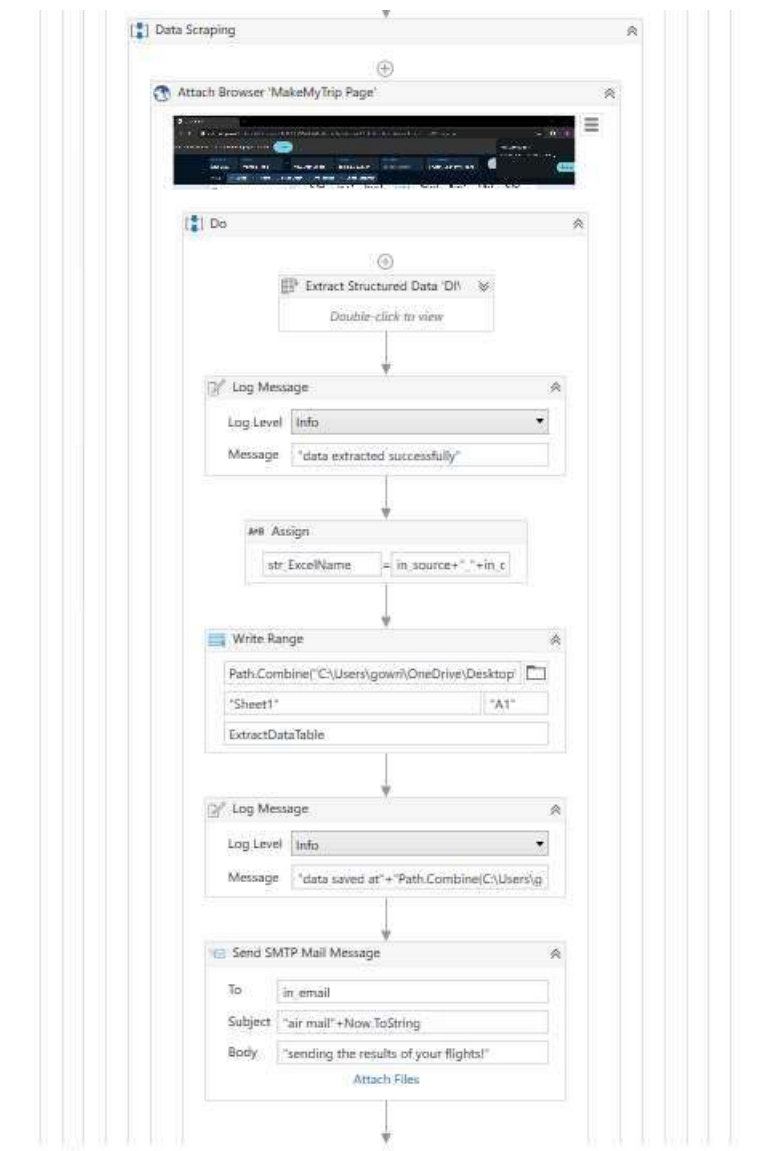 Data Scraping
Attach Browser 'MakeMyTrip Page'
Do
Extract Structured Data 'DI\
Double-click to view
Log Message
Log Level Info
Message "data extracted successfully"
A*B Assign
str_ExcelName = in_source+"_"+in_c
Write Range
Path.Combine("C:\Users\gowri\OneDrive\Desktop'
"Sheet1" "A1"
ExtractDataTable
Log Message
Log Level Info
Message "data saved at"+"Path.Combine(C:\Users\g
Send SMTP Mail Message
To in_email
Subject "air mail"+Now.ToString
Body "sending the results of your flights!"
Attach Files